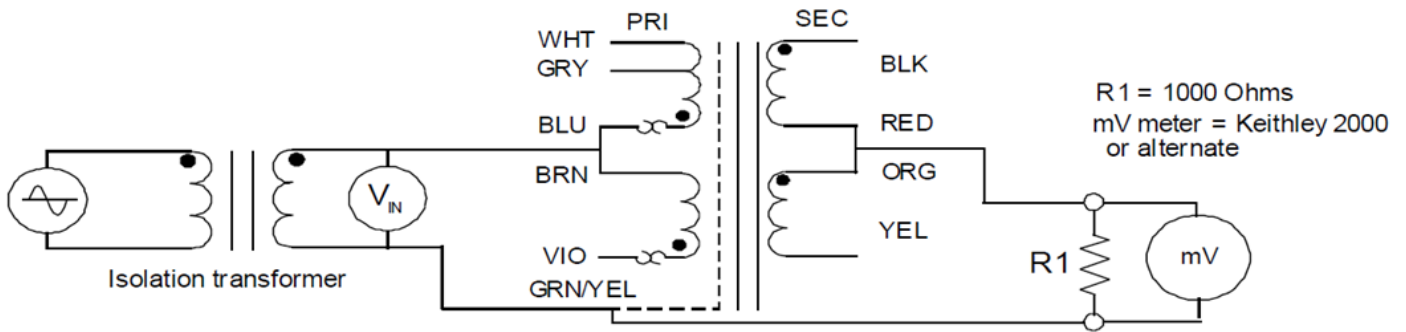 PRI
SEC
WHT
GRY
BLU
BRN
VIO
GRN/YEL
BLK
RED
ORG
YEL
V IN
Isolation transformer
R1 = 1000 Ohms
mV meter = Keithley 2000
or alternate
R1
mV